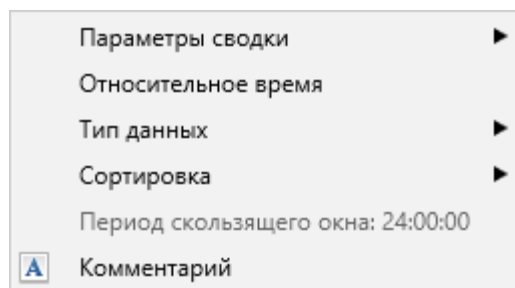 Параметры сводки
Относительное время
Тип данных
Сортировка
Период скользящего окна: 24:00:00
A Комментарий